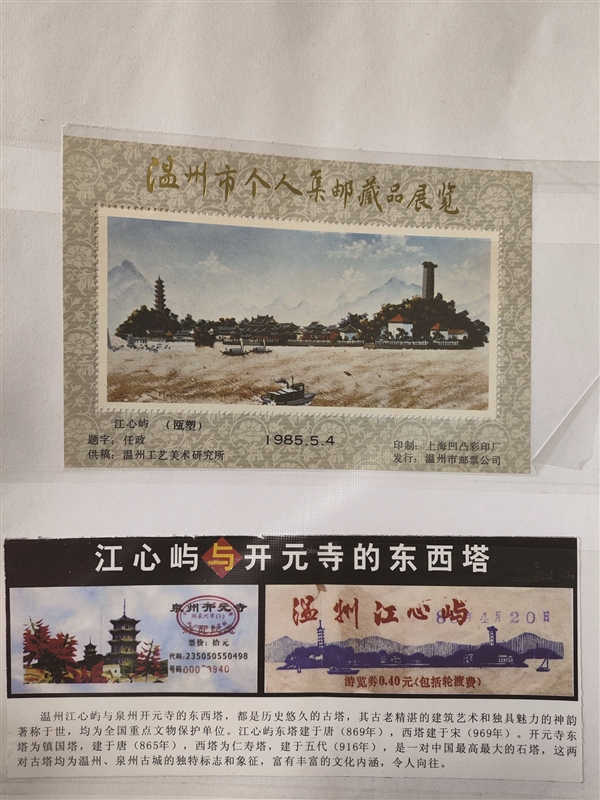 温州市个人集邮藏品展览
江心屿 （瓯塑）
题字：任政
供稿：温州工艺美术研究所
1985.5.4
印制：上海凹凸彩印厂
发行：温州市邮票公司
江心屿与开元寺的东西塔
泉州开元寺
票价：拾元
代码.235050550498
号码
温州江心屿
4月20日
游览券0.40元(包括轮渡费)
温州江心屿与泉州开元寺的东西塔，都是历史悠久的古塔，其古老精湛的建筑艺术和独具魅力的神韵
著称于世，均为全国重点文物保护单位。江心屿东塔建于唐（869年），西塔建于宋（969年）。开元寺东
塔为镇国塔，建于唐（865年），西塔为仁寿塔，建于五代（916年），是一对中国最高最大的石塔，这两
对古塔均为温州、泉州古城的独特标志和象征，富有丰富的文化内涵，令人向往。